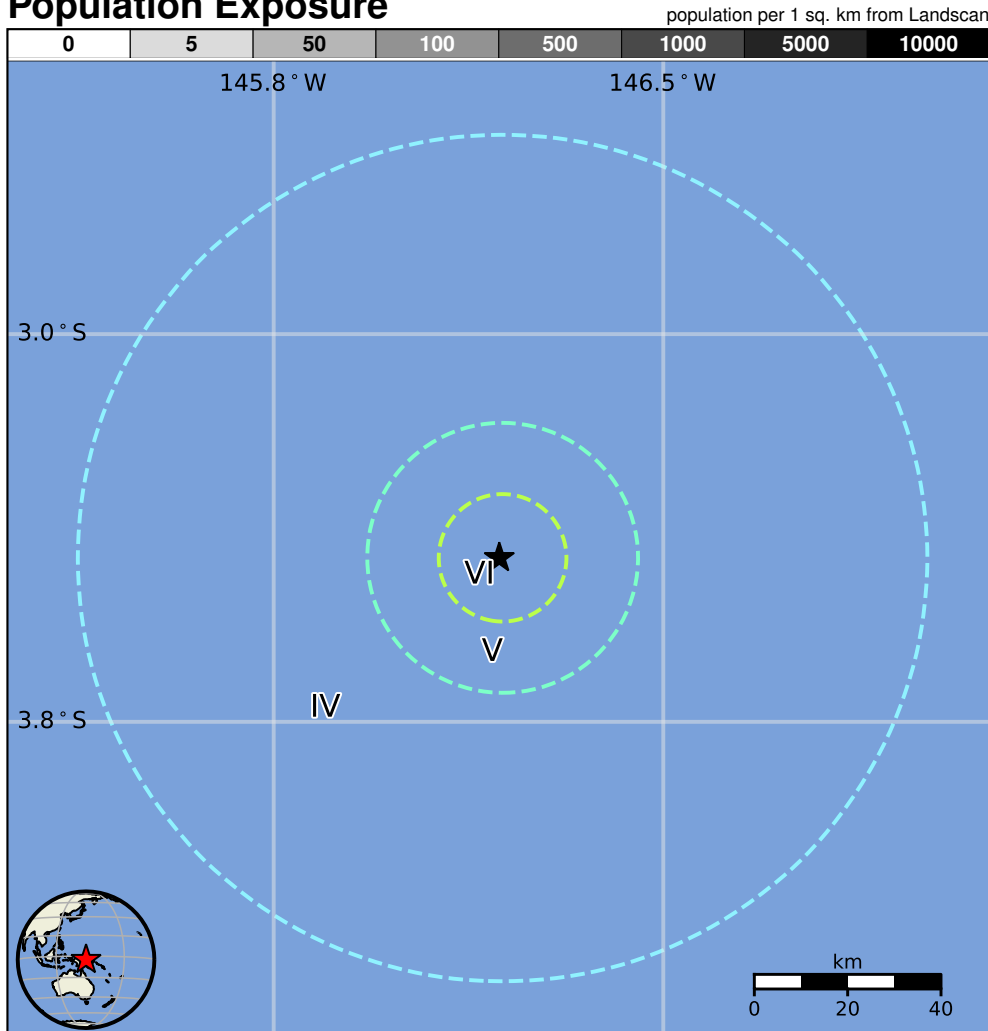 Population Exposure
population per 1 sq. km from Landscan
0 5 50 100 500 1000 5000 10000
145.8°W 146.5°W
3.0°S
VI
V
IV
3.8°S
km
0 20 40